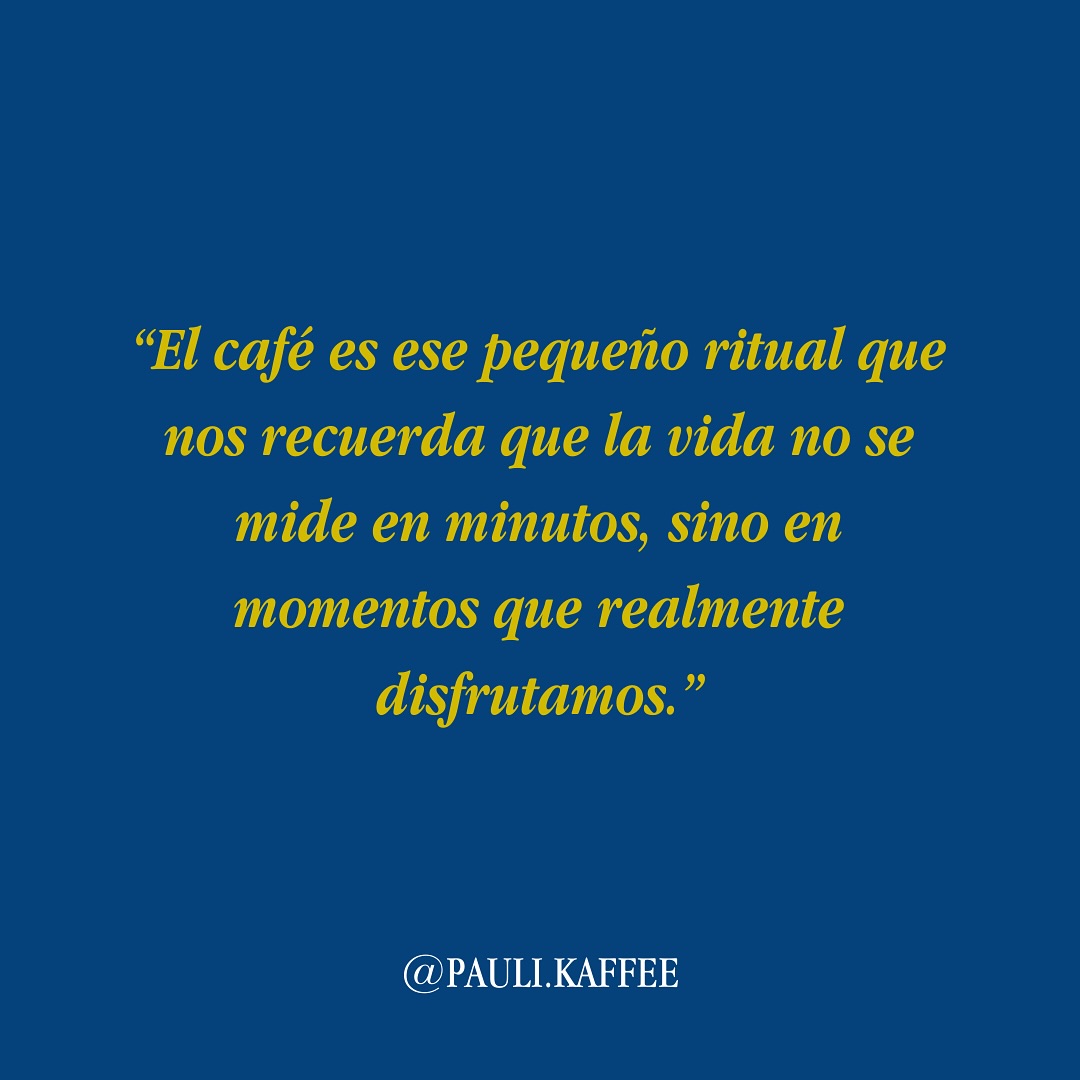 “El café es ese pequeño ritual que
nos recuerda que la vida no se
mide en minutos, sino en
momentos que realmente
disfrutamos.”
@PAULI.KAFFEE